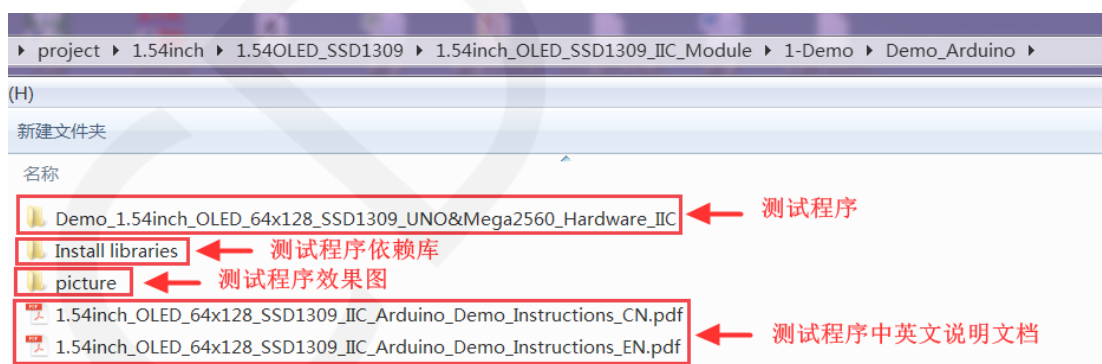 project ▸ 1.54inch ▸ 1.54OLED_SSD1309 ▸ 1.54inch_OLED_SSD1309_IIC_Module ▸ 1-Demo ▸ Demo_Arduino ▸
(H)
新建文件夹
名称
Demo_1.54inch_OLED_64x128_SSD1309_UNO&Mega2560_Hardware_IIC 测试程序
Install libraries 测试程序依赖库
picture 测试程序效果图
1.54inch_OLED_64x128_SSD1309_IIC_Arduino_Demo_Instructions_CN.pdf
测试程序中英文说明文档
1.54inch_OLED_64x128_SSD1309_IIC_Arduino_Demo_Instructions_EN.pdf